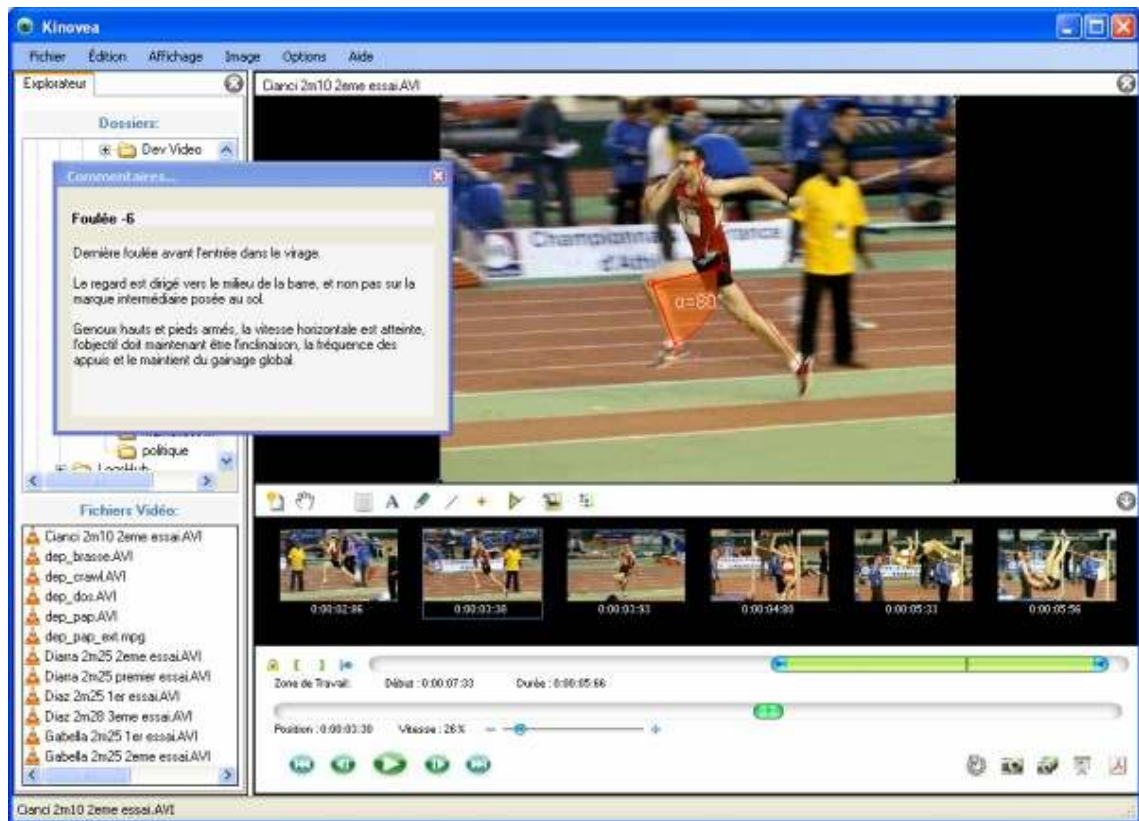 Kinovea
Fichier Édition Affichage Image Options Aide
Explorateur
Cianci 2m10 2eme essai.AVI
Dossiers:
Dev Video
Commentaires...
Foulée -6
Dernière foulée avant l'entrée dans le virage.
Le regard est dirigé vers le milieu de la barre, et non pas sur la
marque intermédiaire posée au sol.
Genoux hauts et pieds armés, la vitesse horizontale est atteinte,
l'objectif doit maintenant être l'inclinaison, la fréquence des
appuis et le maintient du gainage global.
α=80°
politique
Fichiers Vidéo:
Cianci 2m10 2eme essai.AVI
dep_brasse.AVI
dep_crawl.AVI
dep_dos.AVI
dep_pap.AVI
dep_pap_ext.mpg
Diarra 2m25 2eme essai.AVI
Diarra 2m25 premier essai.AVI
Diaz 2m25 1er essai.AVI
Diaz 2m28 3eme essai.AVI
Gabella 2m25 1er essai.AVI
Gabella 2m25 2eme essai.AVI
0:00:02:86 0:00:03:38 0:00:03:93 0:00:04:80 0:00:05:33 0:00:05:56
Zone de Travail: Début : 0:00:07:33 Durée : 0:00:05:66
Position : 0:00:03:38 Vitesse : 26%
Cianci 2m10 2eme essai.AVI